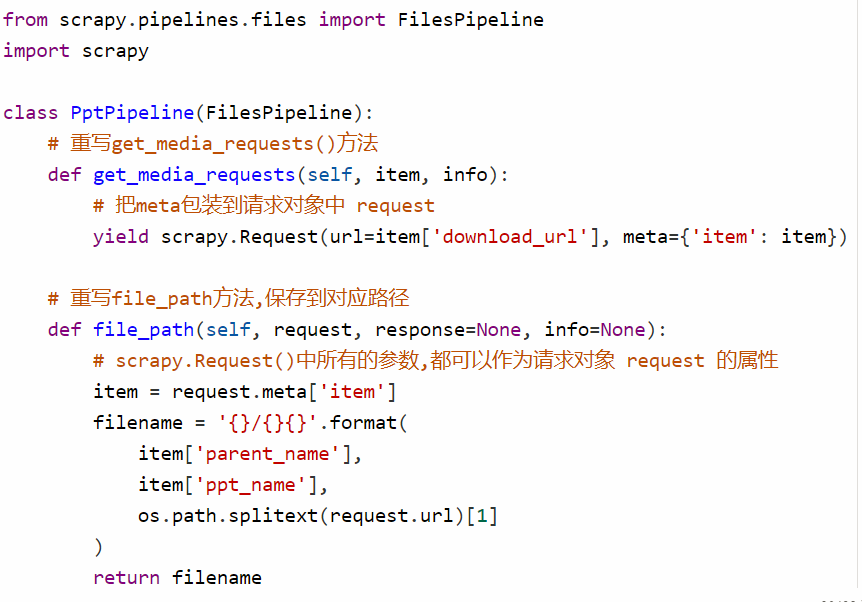 from scrapy.pipelines.files import FilesPipeline
import scrapy

class PptPipeline(FilesPipeline):
    # 重写get_media_requests()方法
    def get_media_requests(self, item, info):
        # 把meta包装到请求对象中 request
        yield scrapy.Request(url=item['download_url'], meta={'item': item})

    # 重写file_path方法,保存到对应路径
    def file_path(self, request, response=None, info=None):
        # scrapy.Request()中所有的参数,都可以作为请求对象 request 的属性
        item = request.meta['item']
        filename = '{}/{}{}'.format(
            item['parent_name'],
            item['ppt_name'],
            os.path.splitext(request.url)[1]
        )
        return filename